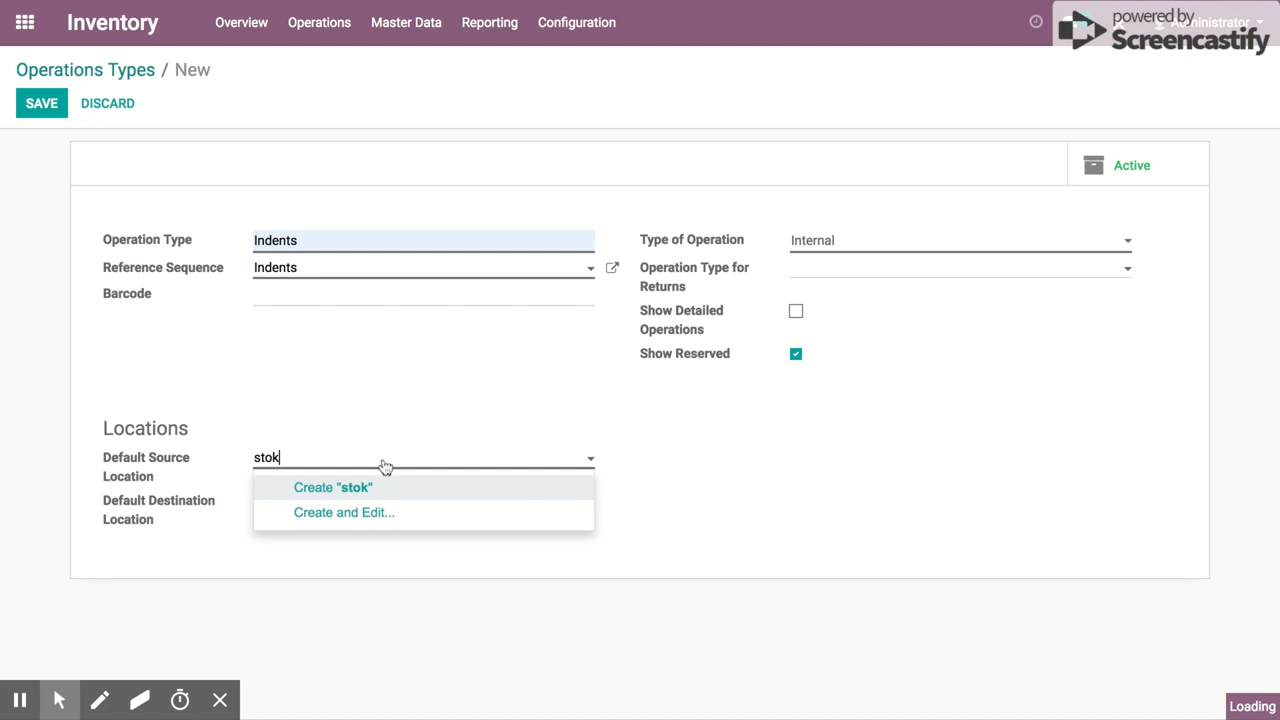 Inventory Overview Operations Master Data Reporting Configuration Administrator
powered by
Screencastify
Operations Types / New
SAVE DISCARD
Active
Operation Type Indents Type of Operation Internal
Reference Sequence Indents Operation Type for Returns
Barcode
Show Detailed Operations
Show Reserved
Locations
Default Source Location stok
Create "stok"
Create and Edit...
Default Destination Location
Loading